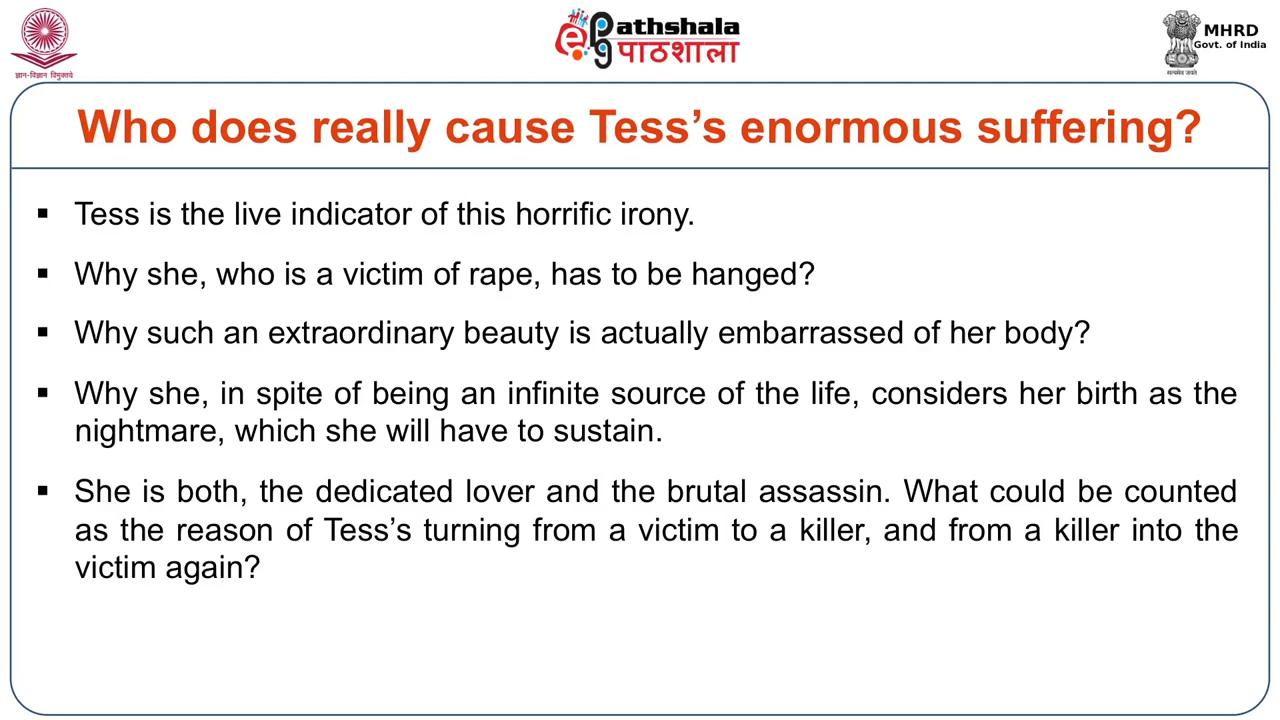 ज्ञान-विज्ञान विमुक्तये
ePathshala
पाठशाला
MHRD
Govt. of India
सत्यमेव जयते
Who does really cause Tess’s enormous suffering?
▪ Tess is the live indicator of this horrific irony.
▪ Why she, who is a victim of rape, has to be hanged?
▪ Why such an extraordinary beauty is actually embarrassed of her body?
▪ Why she, in spite of being an infinite source of the life, considers her birth as the
nightmare, which she will have to sustain.
▪ She is both, the dedicated lover and the brutal assassin. What could be counted
as the reason of Tess’s turning from a victim to a killer, and from a killer into the
victim again?